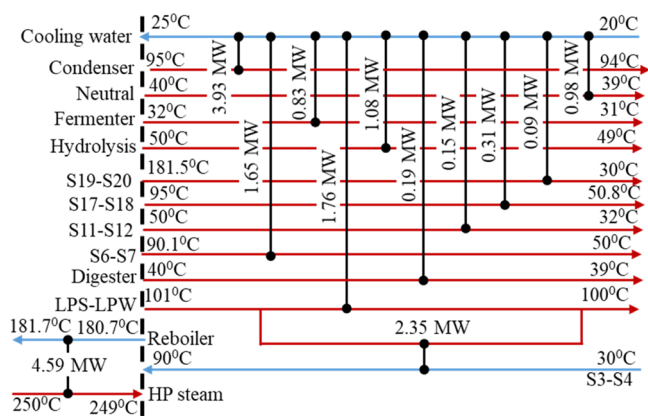 25⁰C 20⁰C
Cooling water
Condenser 95⁰C 94⁰C
3.93 MW
Neutral 40⁰C 39⁰C
0.83 MW
1.08 MW
0.98 MW
Fermenter 32⁰C 31⁰C
Hydrolysis 50⁰C 49⁰C
1.65 MW
1.76 MW
0.19 MW
0.15 MW
0.31 MW
0.09 MW
S19-S20 181.5⁰C 30⁰C
S17-S18 95⁰C 50.8⁰C
S11-S12 50⁰C 32⁰C
S6-S7 90.1⁰C 50⁰C
Digester 40⁰C 39⁰C
LPS-LPW 101⁰C 100⁰C
181.7⁰C 180.7⁰C Reboiler
2.35 MW
4.59 MW
90⁰C 30⁰C
S3-S4
HP steam
250⁰C 249⁰C